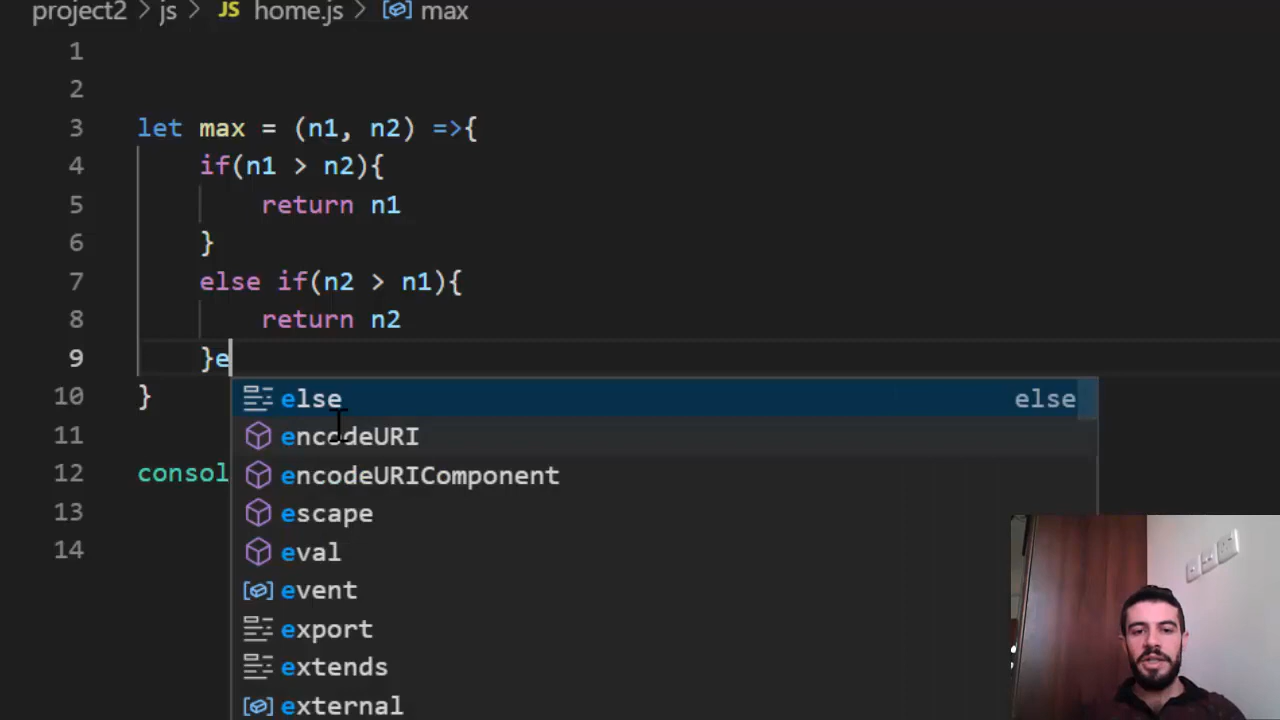 project2 > js > JS home.js > max
1
2
3 let max = (n1, n2) =>{
4 if(n1 > n2){
5 return n1
6 }
7 else if(n2 > n1){
8 return n2
9 }e
10 }
else else
11
encodeURI
12 consol
encodeURIComponent
13
escape
14
eval
event
export
extends
external